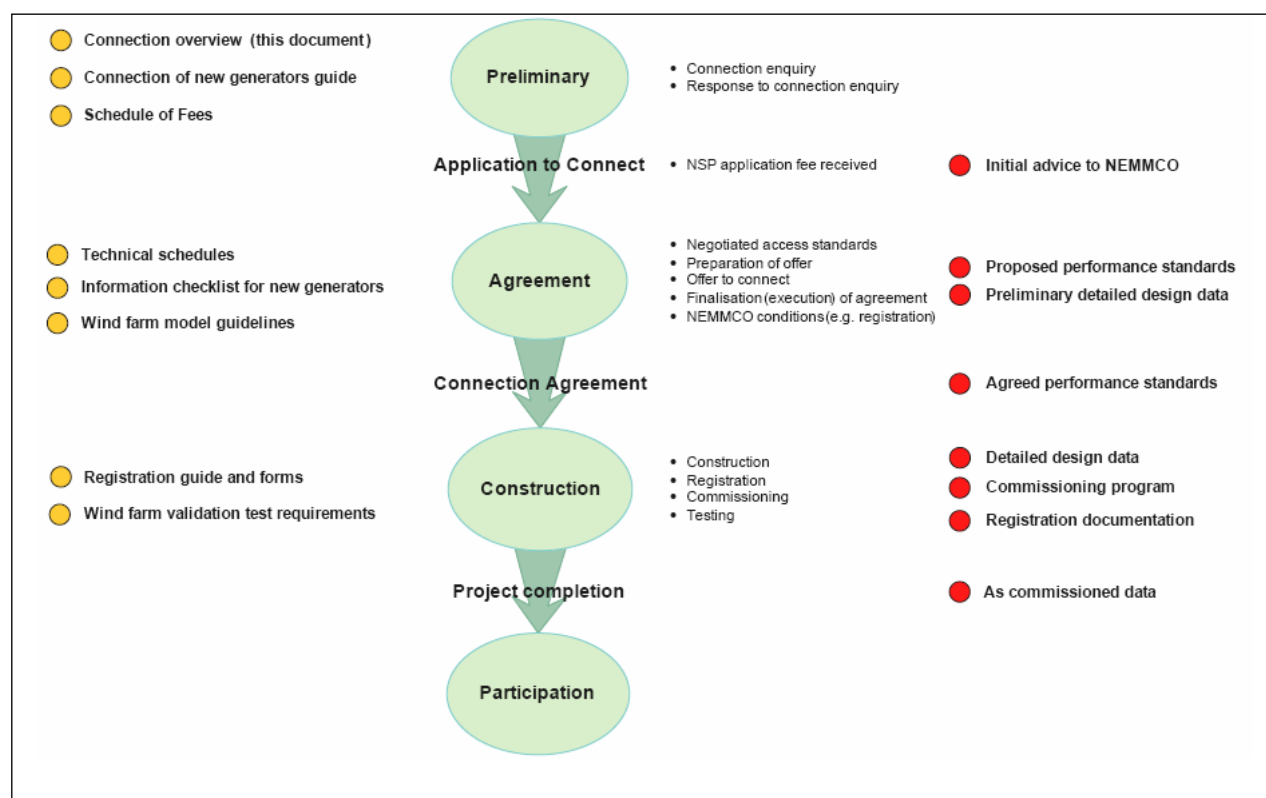 Connection overview (this document)
Connection of new generators guide
Schedule of Fees
Preliminary
• Connection enquiry
• Response to connection enquiry
Application to Connect
• NSP application fee received
Initial advice to NEMMCO
Technical schedules
Information checklist for new generators
Wind farm model guidelines
Agreement
• Negotiated access standards
• Preparation of offer
• Offer to connect
• Finalisation (execution) of agreement
• NEMMCO conditions (e.g. registration)
Proposed performance standards
Preliminary detailed design data
Connection Agreement
Agreed performance standards
Registration guide and forms
Wind farm validation test requirements
Construction
• Construction
• Registration
• Commissioning
• Testing
Detailed design data
Commissioning program
Registration documentation
Project completion
As commissioned data
Participation